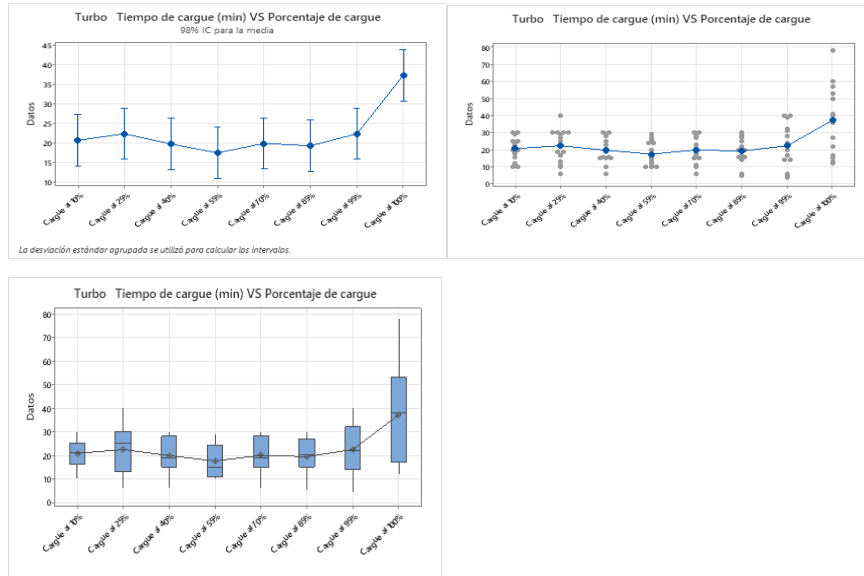 Turbo Tiempo de cargue (min) VS Porcentaje de cargue
98% IC para la media
45
40
35
30
25
20
15
10
Datos
Cargue al 10%
Cargue al 25%
Cargue al 40%
Cargue al 55%
Cargue al 70%
Cargue al 85%
Cargue al 95%
Cargue al 100%
La desviación estándar agrupada se utilizó para calcular los intervalos.
Turbo Tiempo de cargue (min) VS Porcentaje de cargue
80
70
60
50
40
30
20
10
0
Datos
Cargue al 10%
Cargue al 25%
Cargue al 40%
Cargue al 55%
Cargue al 70%
Cargue al 85%
Cargue al 95%
Cargue al 100%
Turbo Tiempo de cargue (min) VS Porcentaje de cargue
80
70
60
50
40
30
20
10
0
Datos
Cargue al 10%
Cargue al 25%
Cargue al 40%
Cargue al 55%
Cargue al 70%
Cargue al 85%
Cargue al 95%
Cargue al 100%